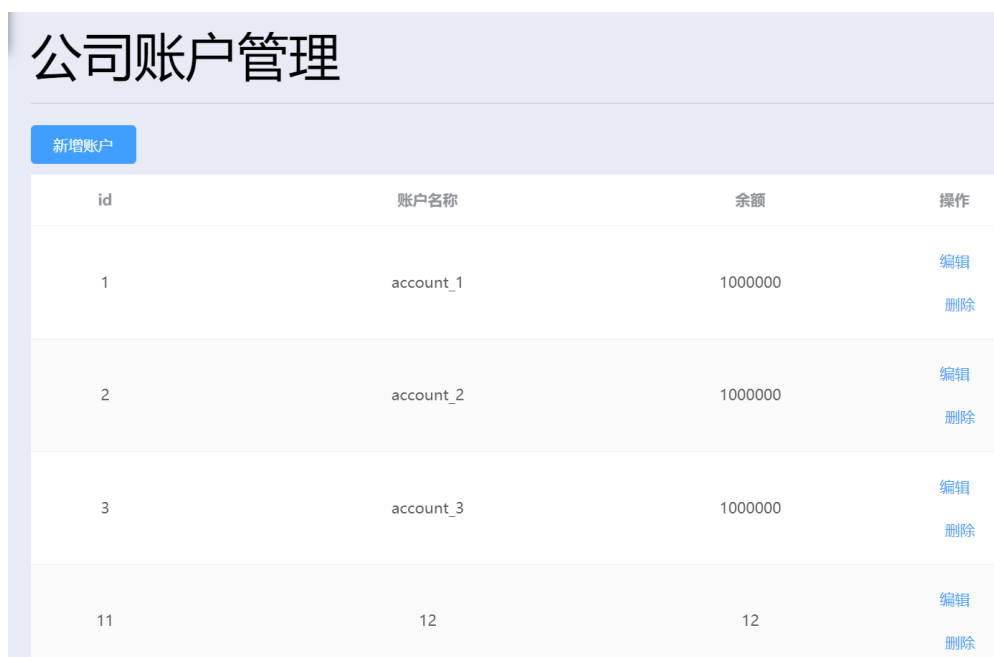 公司账户管理
新增账户
id 账户名称 余额 操作
编辑
1 account_1 1000000
删除
编辑
2 account_2 1000000
删除
编辑
3 account_3 1000000
删除
编辑
11 12 12
删除